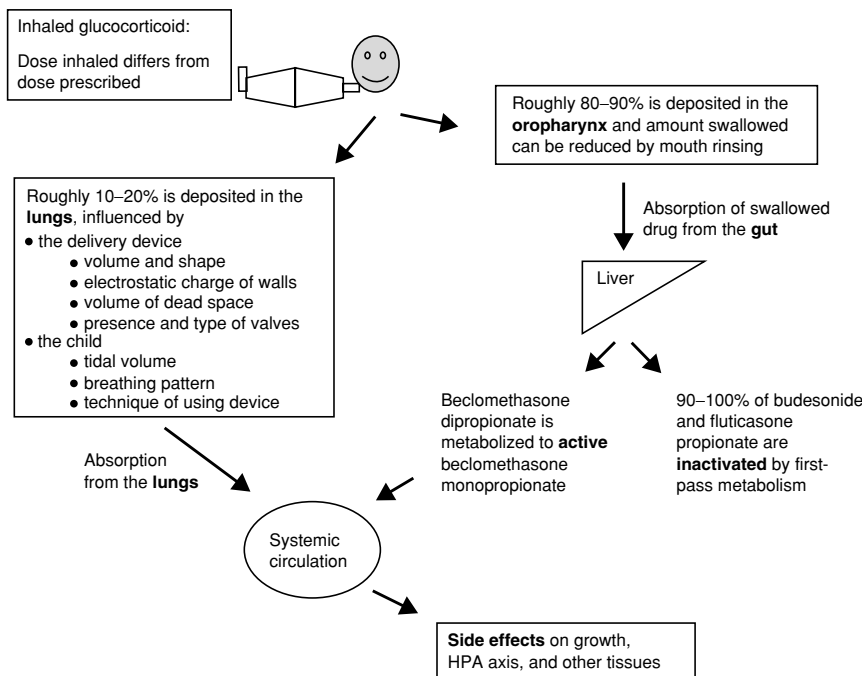 Inhaled glucocorticoid:
Dose inhaled differs from
dose prescribed
Roughly 80–90% is deposited in the
oropharynx and amount swallowed
can be reduced by mouth rinsing
Roughly 10–20% is deposited in the
lungs, influenced by
● the delivery device
● volume and shape
● electrostatic charge of walls
● volume of dead space
● presence and type of valves
● the child
● tidal volume
● breathing pattern
● technique of using device
Absorption of swallowed
drug from the gut
Liver
Beclomethasone
dipropionate is
metabolized to active
beclomethasone
monopropionate
90–100% of budesonide
and fluticasone
propionate are
inactivated by first-
pass metabolism
Absorption
from the lungs
Systemic
circulation
Side effects on growth,
HPA axis, and other tissues